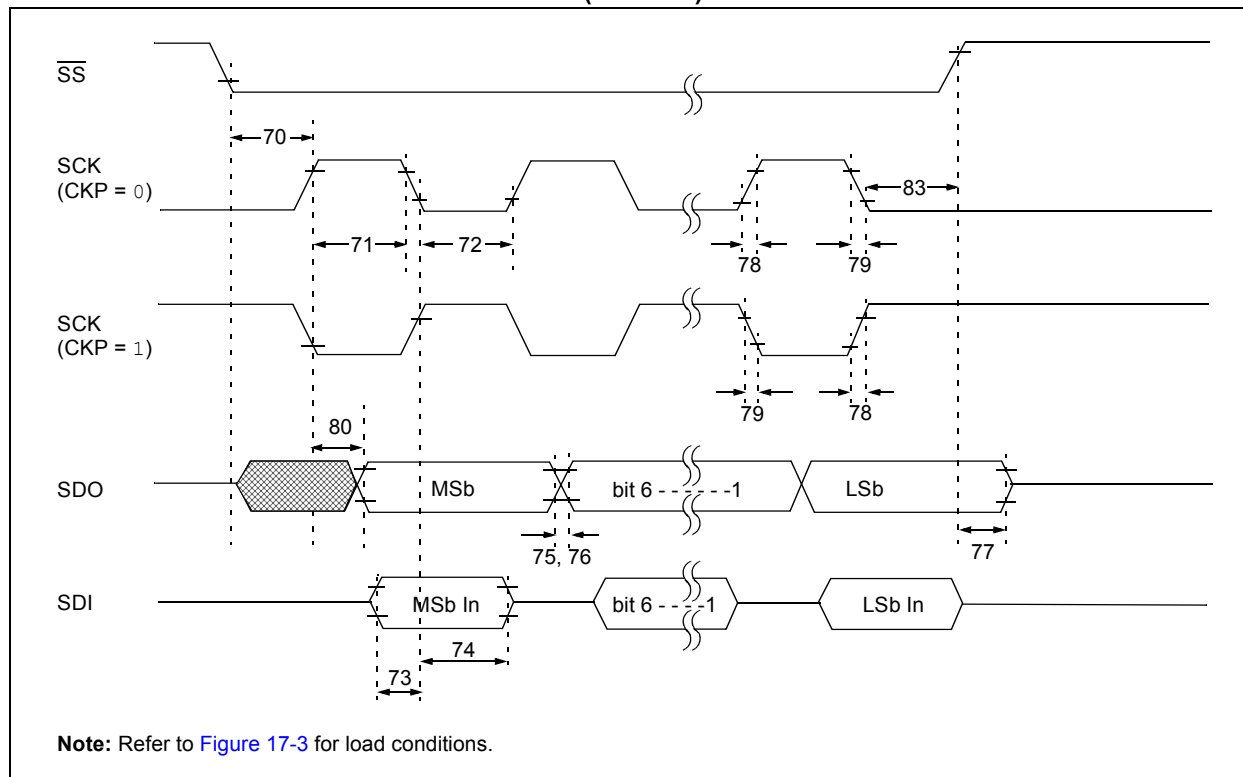 SS
70
SCK
(CKP = 0)
83
71
72
78
79
SCK
(CKP = 1)
79
78
80
SDO
MSb
bit 6 - - - - - -1
LSb
75, 76
77
SDI
MSb In
bit 6 - - - -1
LSb In
74
73
Note: Refer to Figure 17-3 for load conditions.